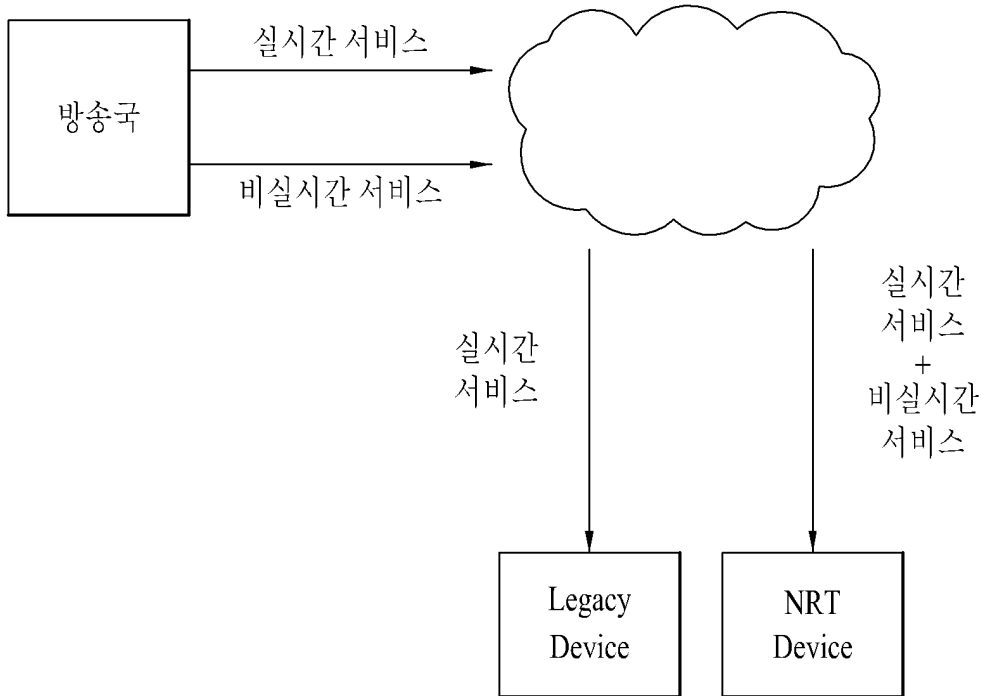 실시간 서비스
방송국
비실시간 서비스
실시간
서비스
실시간
서비스
+
비실시간
서비스
Legacy
Device
NRT
Device